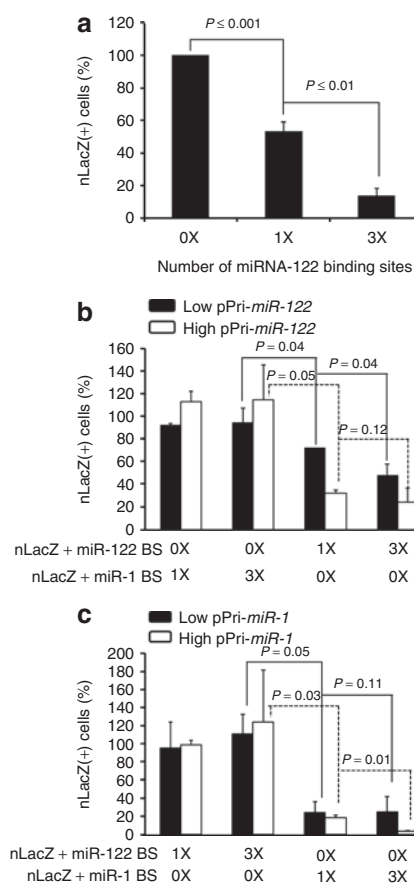 a
120
100
80
60
40
20
0
nLacZ(+) cells (%)
P ≤ 0.001
P ≤ 0.01
0X 1X 3X
Number of miRNA-122 binding sites
b
Low pPri-miR-122
High pPri-miR-122
160
140
120
100
80
60
40
20
0
nLacZ(+) cells (%)
P = 0.04
P = 0.04
P = 0.05
P = 0.12
nLacZ + miR-122 BS 0X 0X 1X 3X
nLacZ + miR-1 BS 1X 3X 0X 0X
c
Low pPri-miR-1
High pPri-miR-1
200
180
160
140
120
100
80
60
40
20
0
nLacZ(+) cells (%)
P = 0.05
P = 0.11
P = 0.03
P = 0.01
nLacZ + miR-122 BS 1X 3X 0X 0X
nLacZ + miR-1 BS 0X 0X 1X 3X